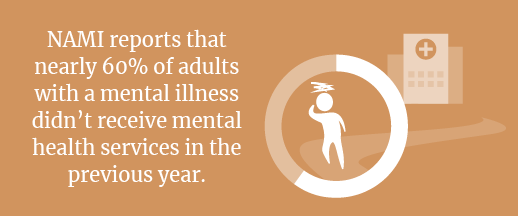 NAMI reports that
nearly 60% of adults
with a mental illness
didn’t receive mental
health services in the
previous year.